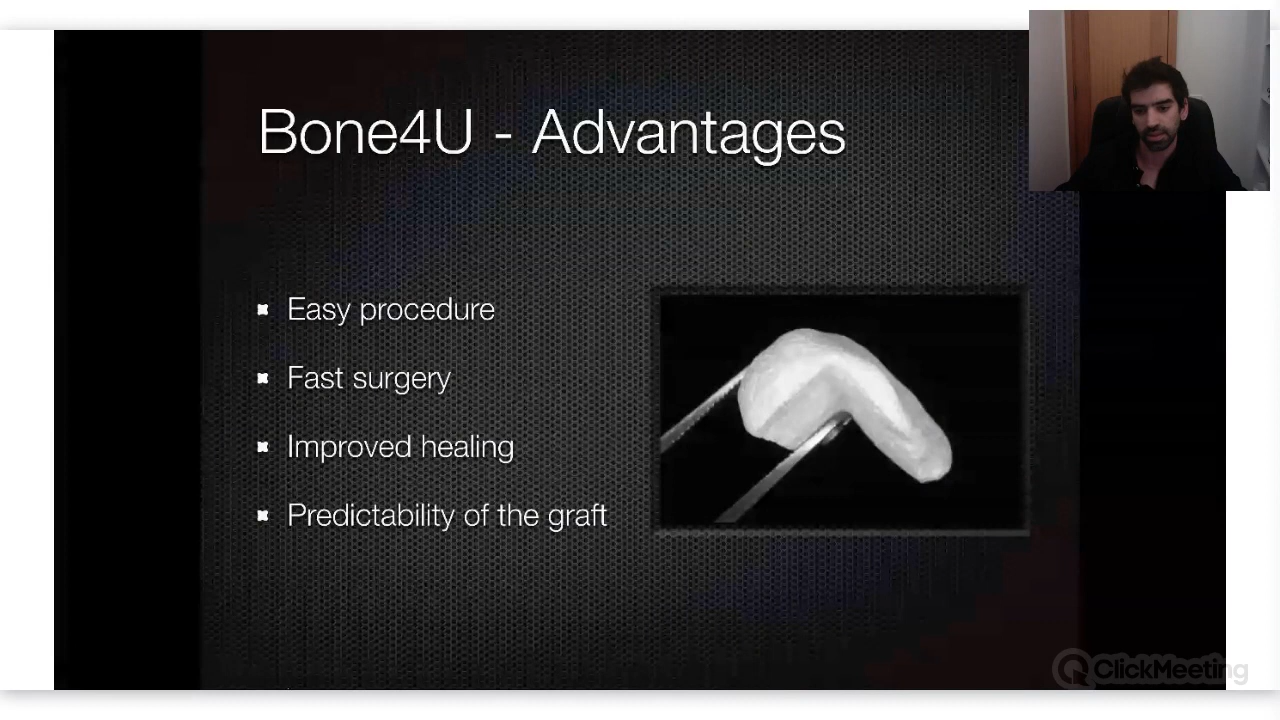 Bone4U - Advantages
Easy procedure
Fast surgery
Improved healing
Predictability of the graft
ClickMeeting